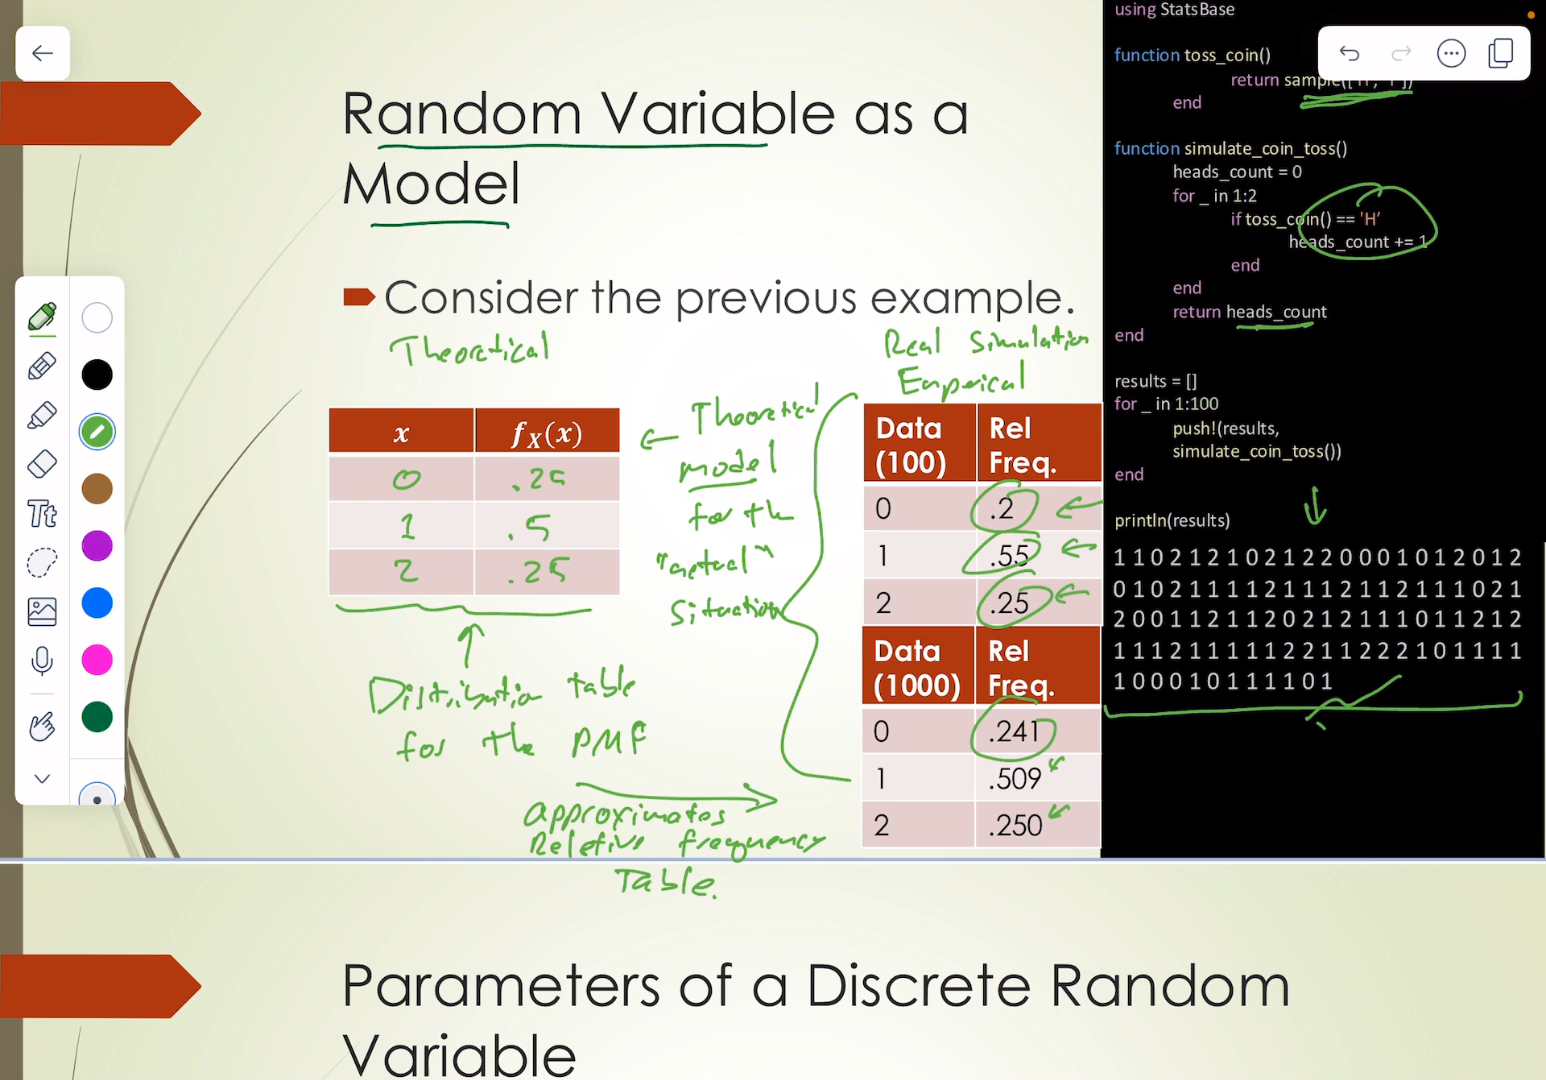 Random Variable as a
Model
Consider the previous example.
Theoretical
x fX(x)
0 .25
1 .5
2 .25
Distribution table
for the PMF
← Theoretical
model
for the
"actual"
Situation
approximates
Relative frequency
Table.
Real Simulation
Emperical
Data Rel
(100) Freq.
0 .2
1 .55
2 .25
Data Rel
(1000) Freq.
0 .241
1 .509
2 .250
using StatsBase
function toss_coin()
return sample(['H', 'T'])
end
function simulate_coin_toss()
heads_count = 0
for _ in 1:2
if toss_coin() == 'H'
heads_count += 1
end
end
return heads_count
end
results = []
for _ in 1:100
push!(results,
simulate_coin_toss())
end
println(results)
1 1 0 2 1 2 1 0 2 1 2 2 0 0 0 1 0 1 2 0 1 2
0 1 0 2 1 1 1 1 2 1 1 1 2 1 1 2 1 1 1 0 2 1
2 0 0 1 1 2 1 1 2 0 2 1 2 1 1 1 0 1 1 2 1 2
1 1 1 2 1 1 1 1 1 2 2 1 1 2 2 2 1 0 1 1 1 1
1 0 0 0 1 0 1 1 1 1 0 1
Tt
Parameters of a Discrete Random
Variable